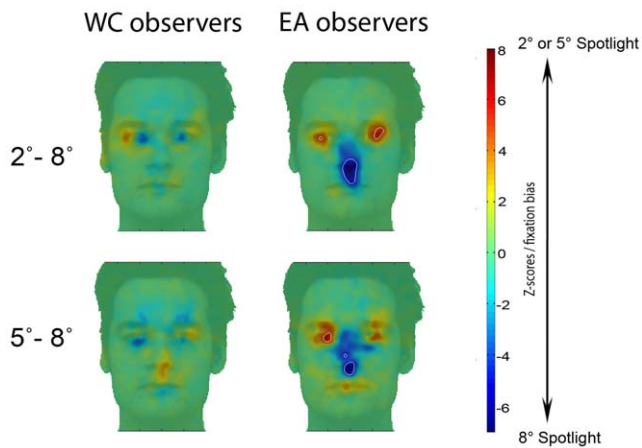 WC observers EA observers
2° or 5° Spotlight
8
6
2°- 8°
4
2
0
Z-scores / fixation bias
-2
5°- 8°
-4
-6
8° Spotlight